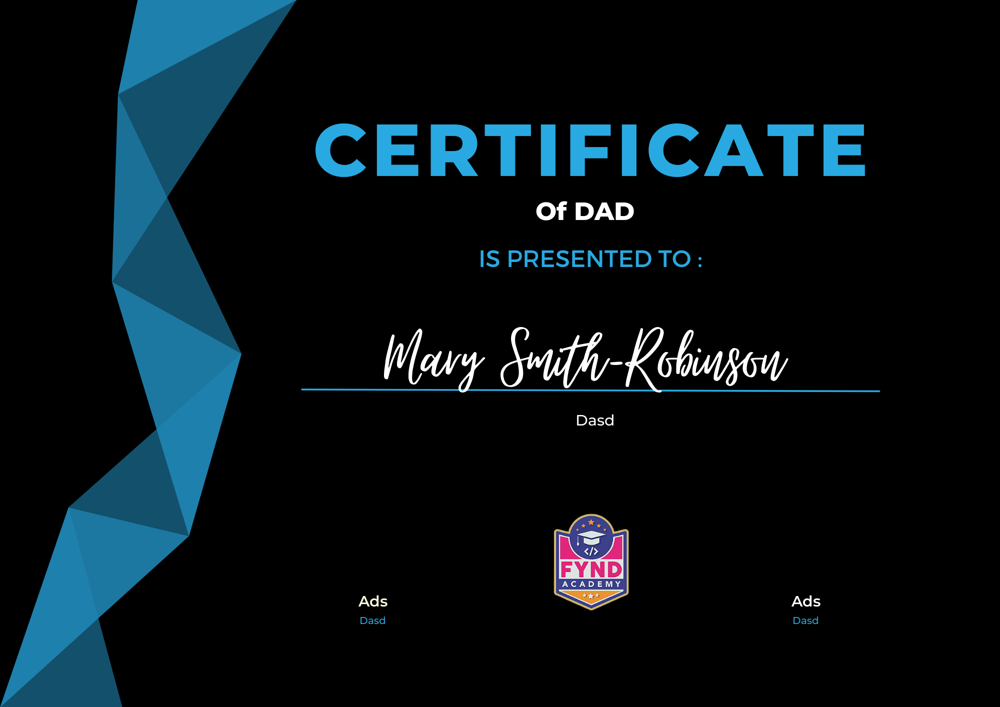 CERTIFICATE
Of DAD
IS PRESENTED TO :
Mary Smith-Robinson
Dasd
</>
FYND
ACADEMY
Ads
Dasd
Ads
Dasd